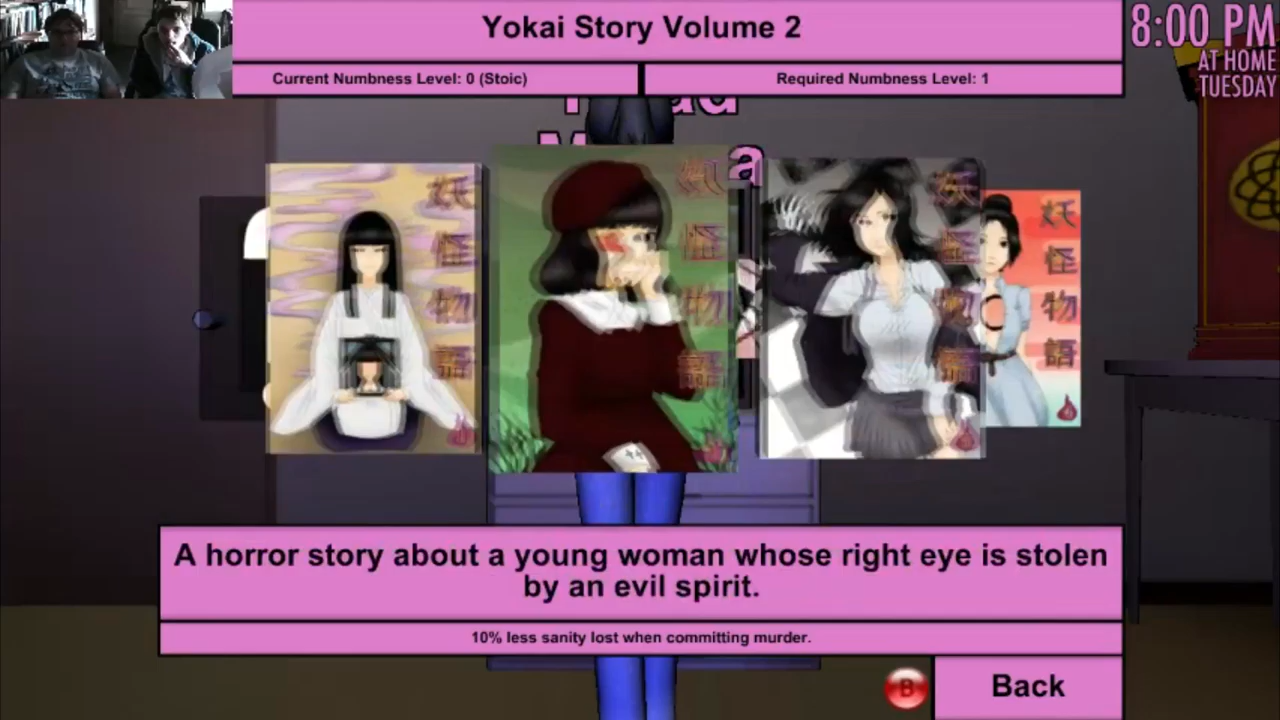 Yokai Story Volume 2
8:00 PM
AT HOME
TUESDAY
Current Numbness Level: 0 (Stoic)
Required Numbness Level: 1
妖怪物語
妖怪物語
妖怪物語
妖怪物語
A horror story about a young woman whose right eye is stolen
by an evil spirit.
10% less sanity lost when committing murder.
B
Back